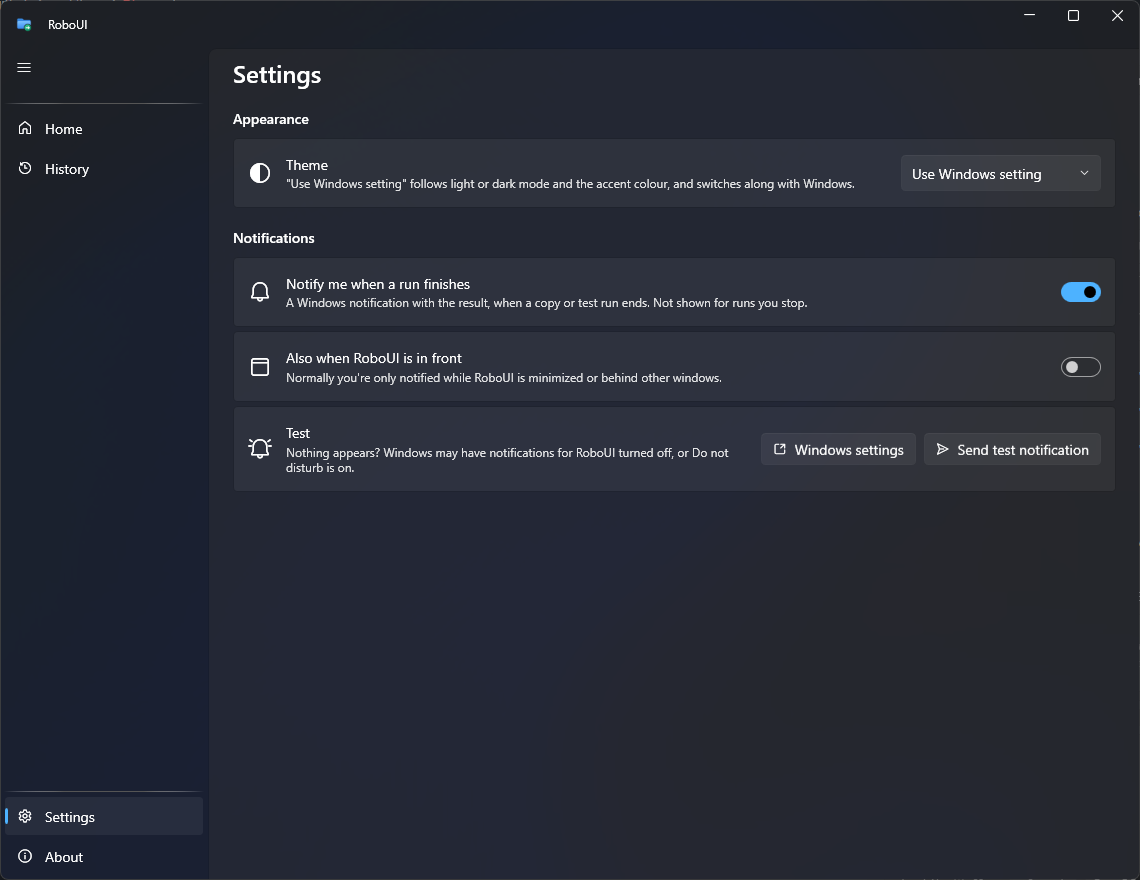 RoboUI
Home
History
Settings
About
Settings
Appearance
Theme
"Use Windows setting" follows light or dark mode and the accent colour, and switches along with Windows.
Use Windows setting
Notifications
Notify me when a run finishes
A Windows notification with the result, when a copy or test run ends. Not shown for runs you stop.
Also when RoboUI is in front
Normally you're only notified while RoboUI is minimized or behind other windows.
Test
Nothing appears? Windows may have notifications for RoboUI turned off, or Do not
disturb is on.
Windows settings
Send test notification